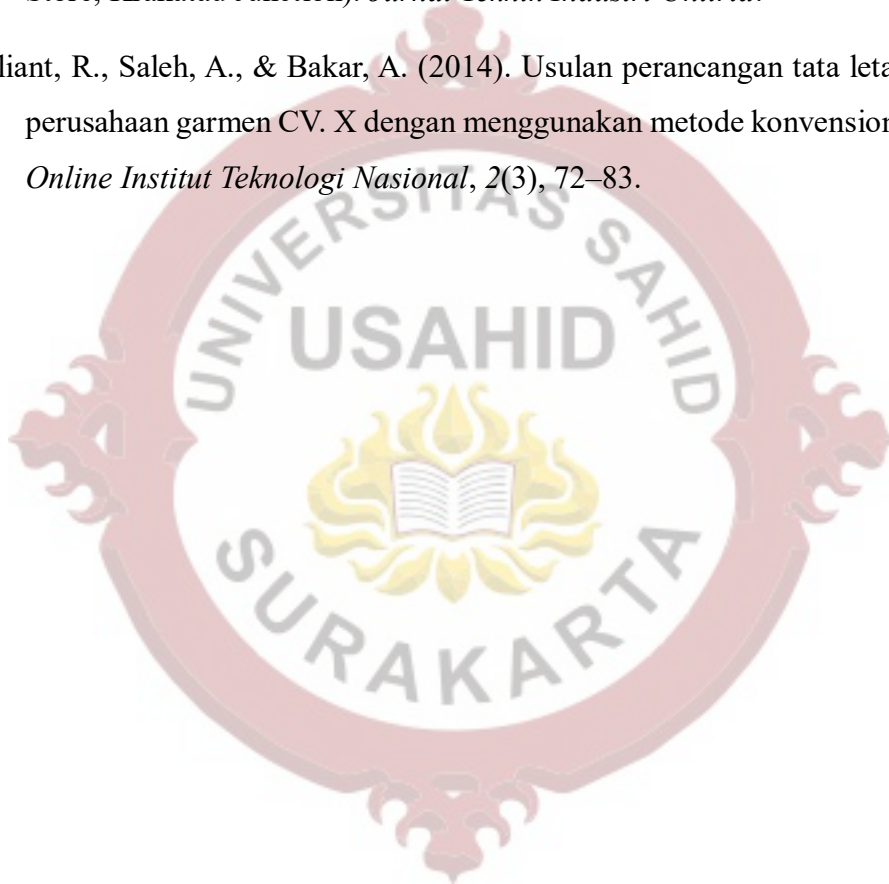 liant, R., Saleh, A., & Bakar, A. (2014). Usulan perancangan tata leta
perusahaan garmen CV. X dengan menggunakan metode konvension
Online Institut Teknologi Nasional, 2(3), 72–83.
UNIVERSITAS SAHID
USAHID
SURAKARTA